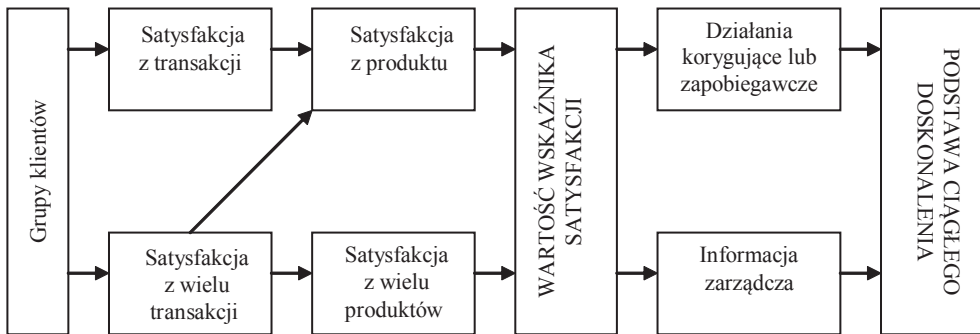 Grupy klientów
Satysfakcja
z transakcji
Satysfakcja
z produktu
Satysfakcja
z wielu
transakcji
Satysfakcja
z wielu
produktów
WARTOŚĆ WSKAŹNIKA
SATYSFAKCJI
Działania
korygujące lub
zapobiegawcze
Informacja
zarządcza
PODSTAWA CIĄGŁEGO
DOSKONALENIA